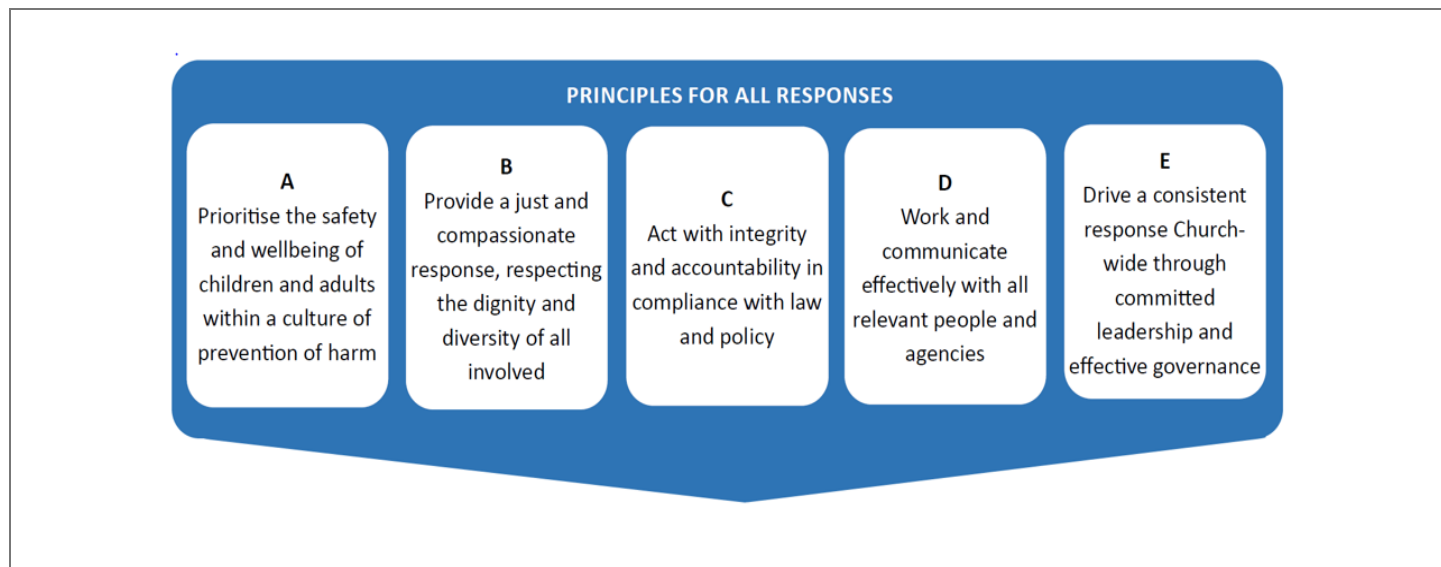 PRINCIPLES FOR ALL RESPONSES
A
Prioritise the safety
and wellbeing of
children and adults
within a culture of
prevention of harm
B
Provide a just and
compassionate
response, respecting
the dignity and
diversity of all
involved
C
Act with integrity
and accountability in
compliance with law
and policy
D
Work and
communicate
effectively with all
relevant people and
agencies
E
Drive a consistent
response Church-
wide through
committed
leadership and
effective governance